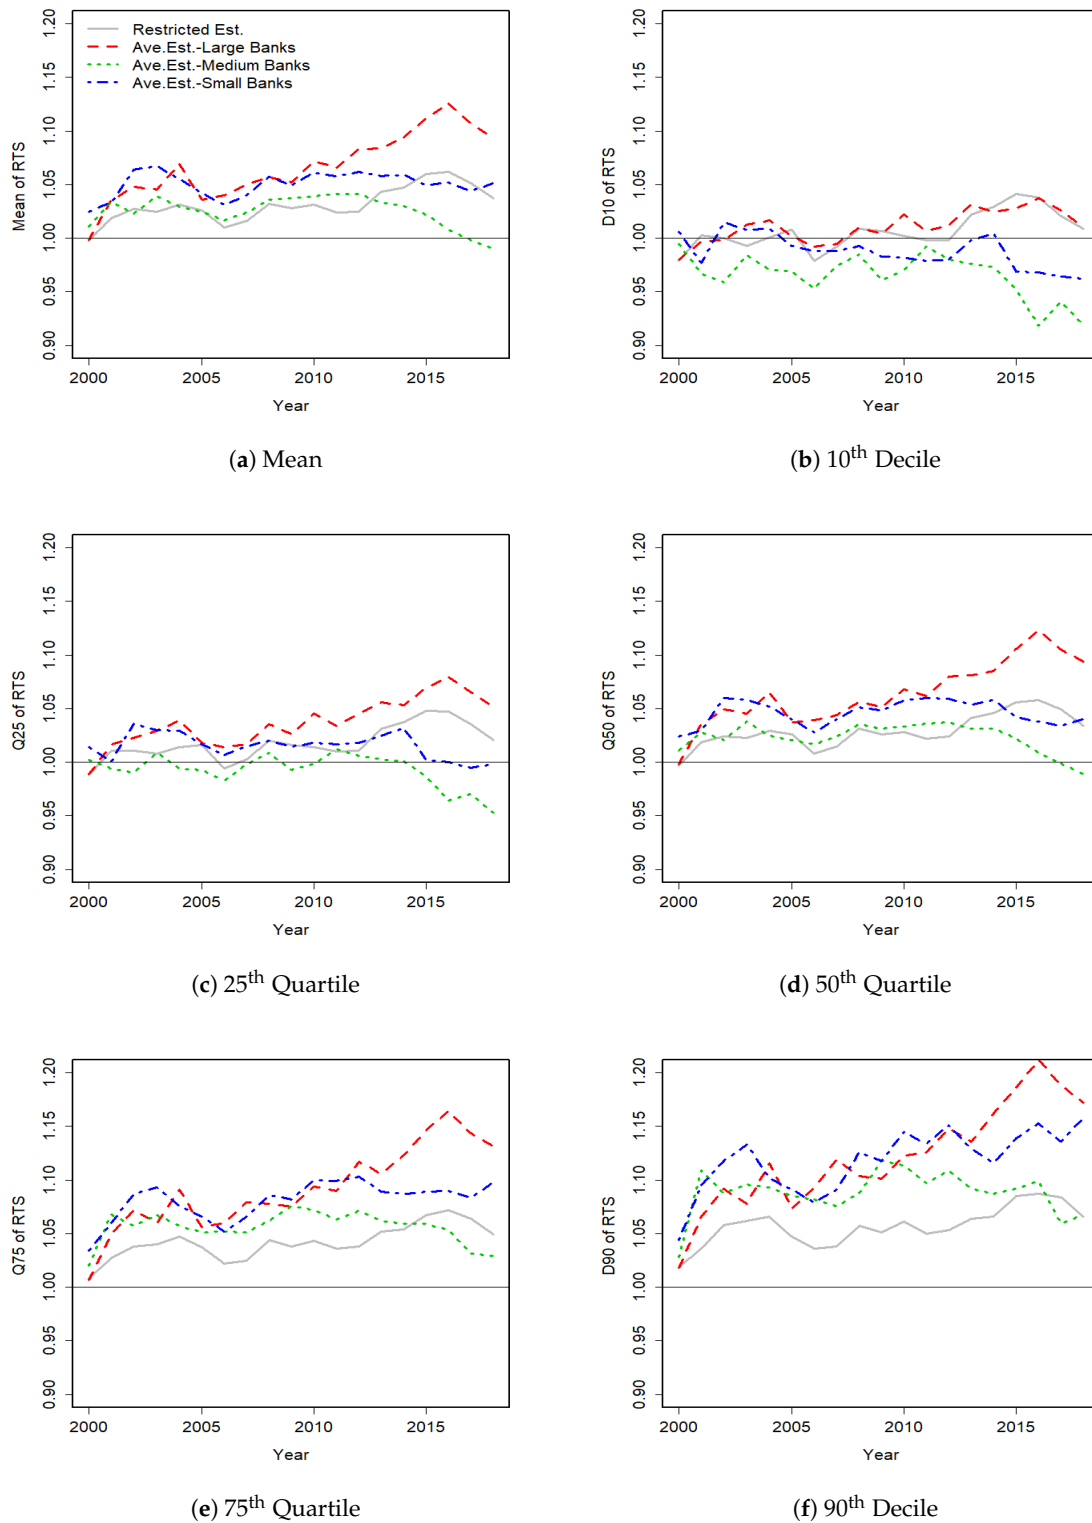 Restricted Est.
Ave.Est.-Large Banks
Ave.Est.-Medium Banks
Ave.Est.-Small Banks
Mean of RTS
0.90 0.95 1.00 1.05 1.10 1.15 1.20
2000 2005 2010 2015
Year
(a) Mean
D10 of RTS
0.90 0.95 1.00 1.05 1.10 1.15 1.20
2000 2005 2010 2015
Year
(b) 10th Decile
Q25 of RTS
0.90 0.95 1.00 1.05 1.10 1.15 1.20
2000 2005 2010 2015
Year
(c) 25th Quartile
Q50 of RTS
0.90 0.95 1.00 1.05 1.10 1.15 1.20
2000 2005 2010 2015
Year
(d) 50th Quartile
Q75 of RTS
0.90 0.95 1.00 1.05 1.10 1.15 1.20
2000 2005 2010 2015
Year
(e) 75th Quartile
D90 of RTS
0.90 0.95 1.00 1.05 1.10 1.15 1.20
2000 2005 2010 2015
Year
(f) 90th Decile